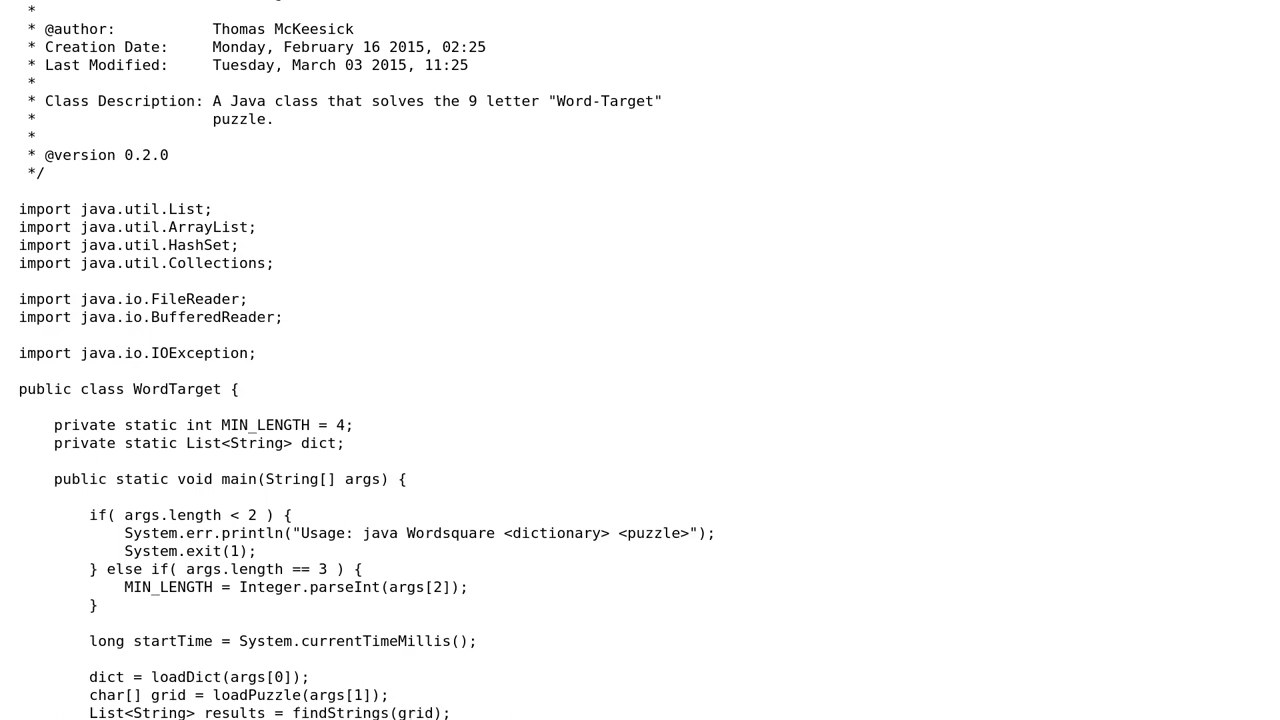 *
 * @author:           Thomas McKeesick
 * Creation Date:     Monday, February 16 2015, 02:25
 * Last Modified:     Tuesday, March 03 2015, 11:25
 *
 * Class Description: A Java class that solves the 9 letter "Word-Target"
 *                    puzzle.
 *
 * @version 0.2.0
 */

import java.util.List;
import java.util.ArrayList;
import java.util.HashSet;
import java.util.Collections;

import java.io.FileReader;
import java.io.BufferedReader;

import java.io.IOException;

public class WordTarget {

    private static int MIN_LENGTH = 4;
    private static List<String> dict;

    public static void main(String[] args) {

        if( args.length < 2 ) {
            System.err.println("Usage: java Wordsquare <dictionary> <puzzle>");
            System.exit(1);
        } else if( args.length == 3 ) {
            MIN_LENGTH = Integer.parseInt(args[2]);
        }

        long startTime = System.currentTimeMillis();

        dict = loadDict(args[0]);
        char[] grid = loadPuzzle(args[1]);
        List<String> results = findStrings(grid);